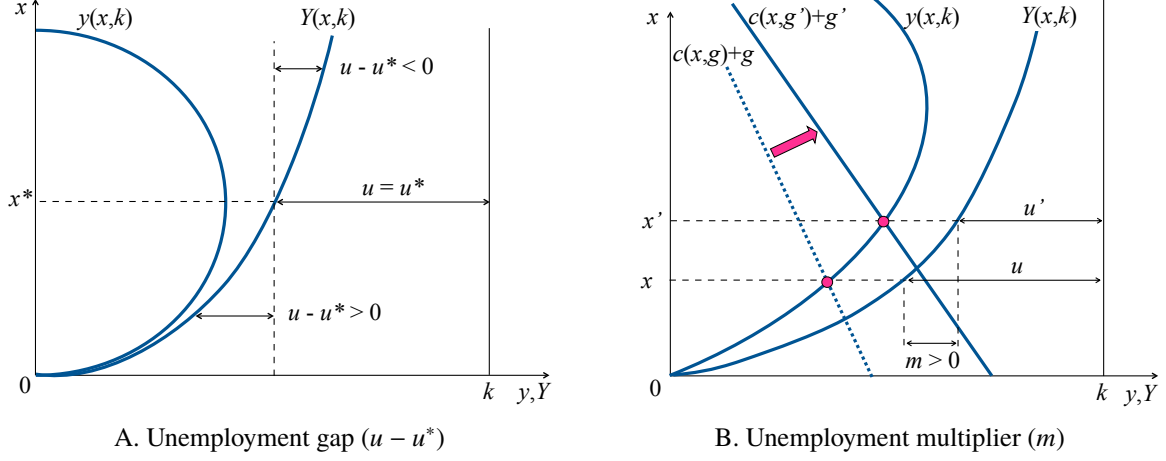 x
y(x,k)
Y(x,k)
u - u* < 0
x*
u = u*
u - u* > 0
0
k
y,Y
A. Unemployment gap (u − u*)
x
c(x,g’)+g’
y(x,k)
Y(x,k)
c(x,g)+g
x’
u’
x
u
m > 0
0
k
y,Y
B. Unemployment multiplier (m)